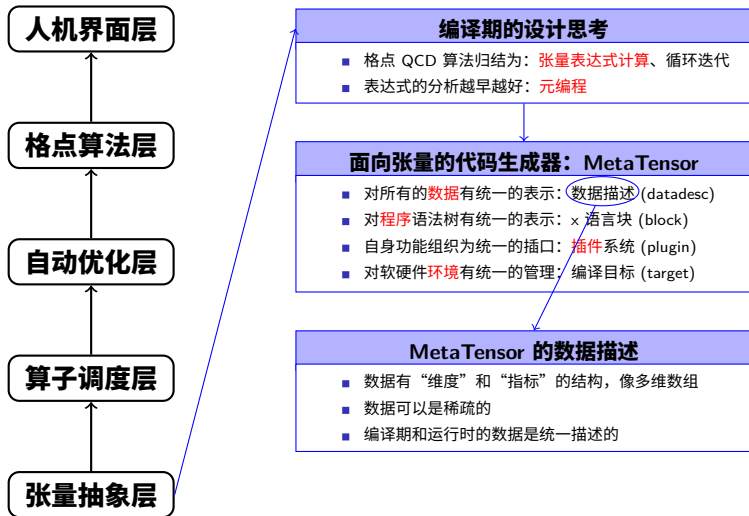 人机界面层
格点算法层
自动优化层
算子调度层
张量抽象层
编译期的设计思考
格点 QCD 算法归结为：张量表达式计算、循环迭代
表达式的分析越早越好：元编程
面向张量的代码生成器：MetaTensor
对所有的数据有统一的表示：数据描述 (datadesc)
对程序语法树有统一的表示：× 语言块 (block)
自身功能组织为统一的插口：插件系统 (plugin)
对软硬件环境有统一的管理：编译目标 (target)
MetaTensor 的数据描述
数据有“维度”和“指标”的结构，像多维数组
数据可以是稀疏的
编译期和运行时的数据是统一描述的